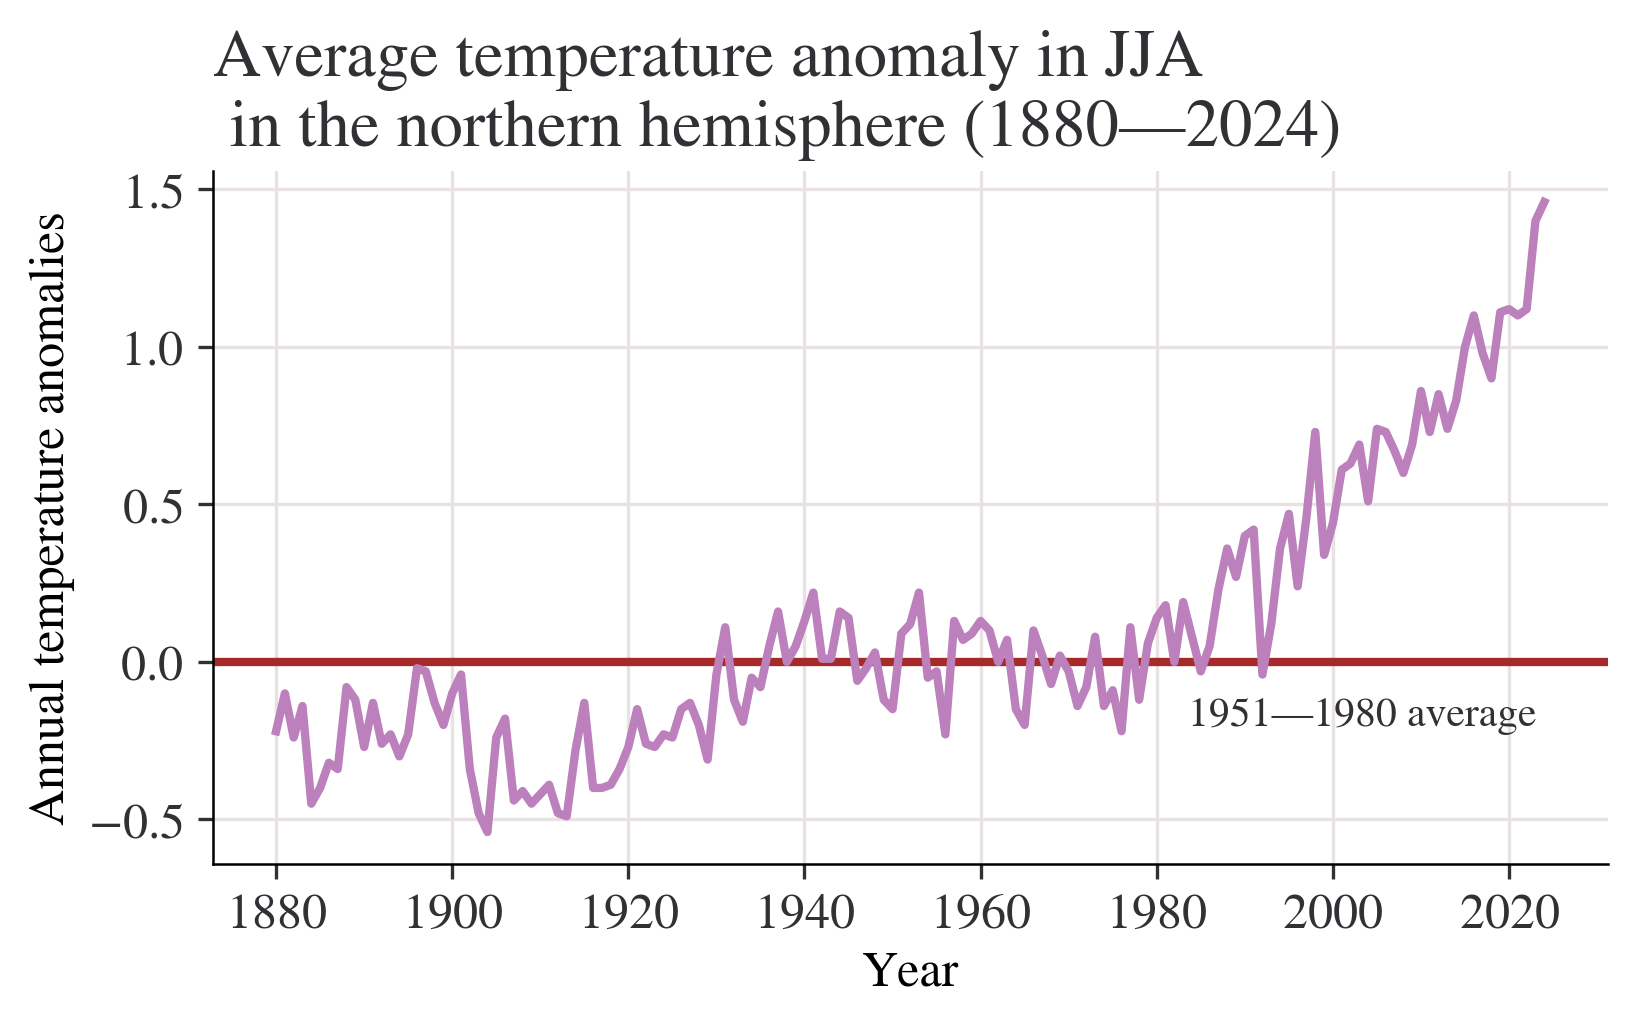 Average temperature anomaly in JJA
in the northern hemisphere (1880—2024)
Annual temperature anomalies
1.5
1.0
0.5
0.0
−0.5
1951—1980 average
1880 1900 1920 1940 1960 1980 2000 2020
Year